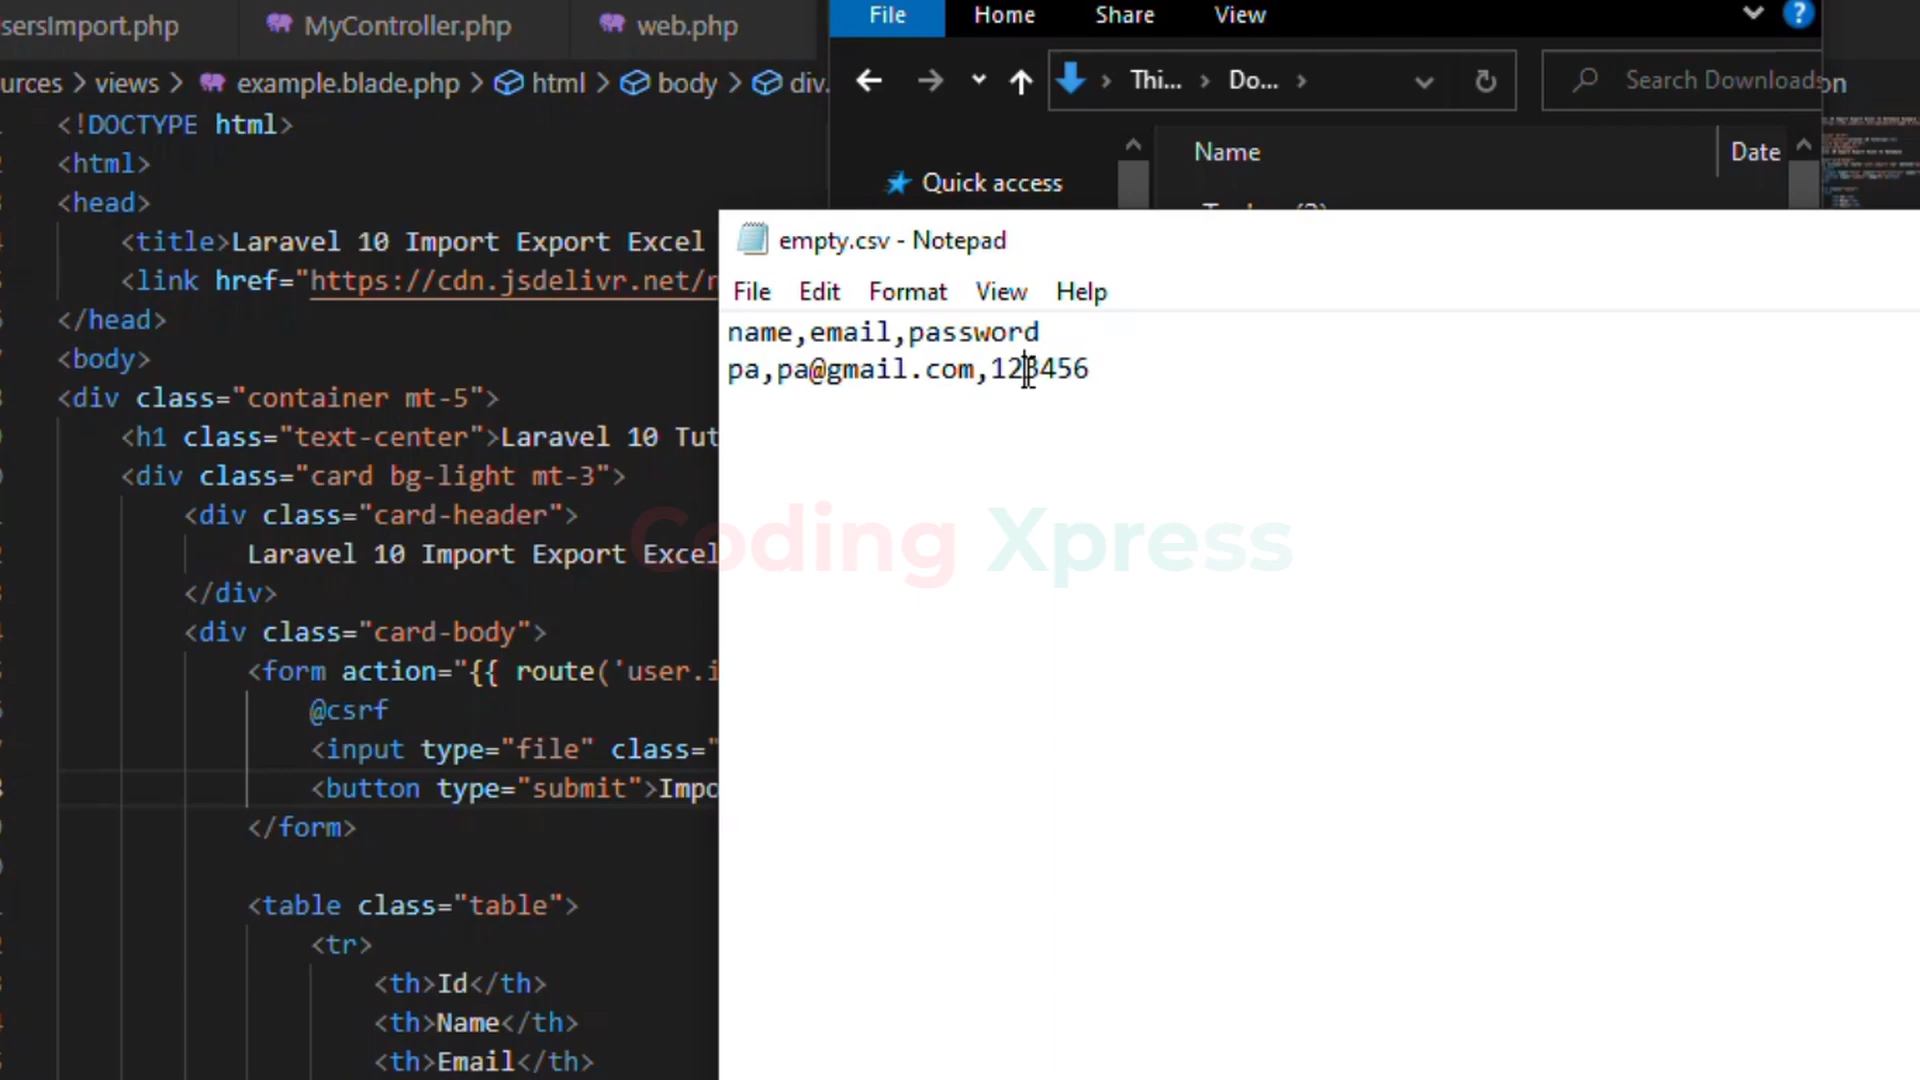 sersImport.php MyController.php web.php
urces > views > example.blade.php > html > body > div.
<!DOCTYPE html>
<html>
<head>
<title>Laravel 10 Import Export Excel
<link href="https://cdn.jsdelivr.net/
</head>
<body>
<div class="container mt-5">
<h1 class="text-center">Laravel 10 Tut
<div class="card bg-light mt-3">
<div class="card-header">
Laravel 10 Import Export Excel
</div>
<div class="card-body">
<form action="{{ route('user.i
@csrf
<input type="file" class="
<button type="submit">Impo
</form>
<table class="table">
<tr>
<th>Id</th>
<th>Name</th>
<th>Email</th>
File Home Share View ?
Thi... > Do... > Search Downloads
on
Name Date
Quick access
empty.csv - Notepad
File Edit Format View Help
name,email,password
pa,pa@gmail.com,123456
Coding Xpress